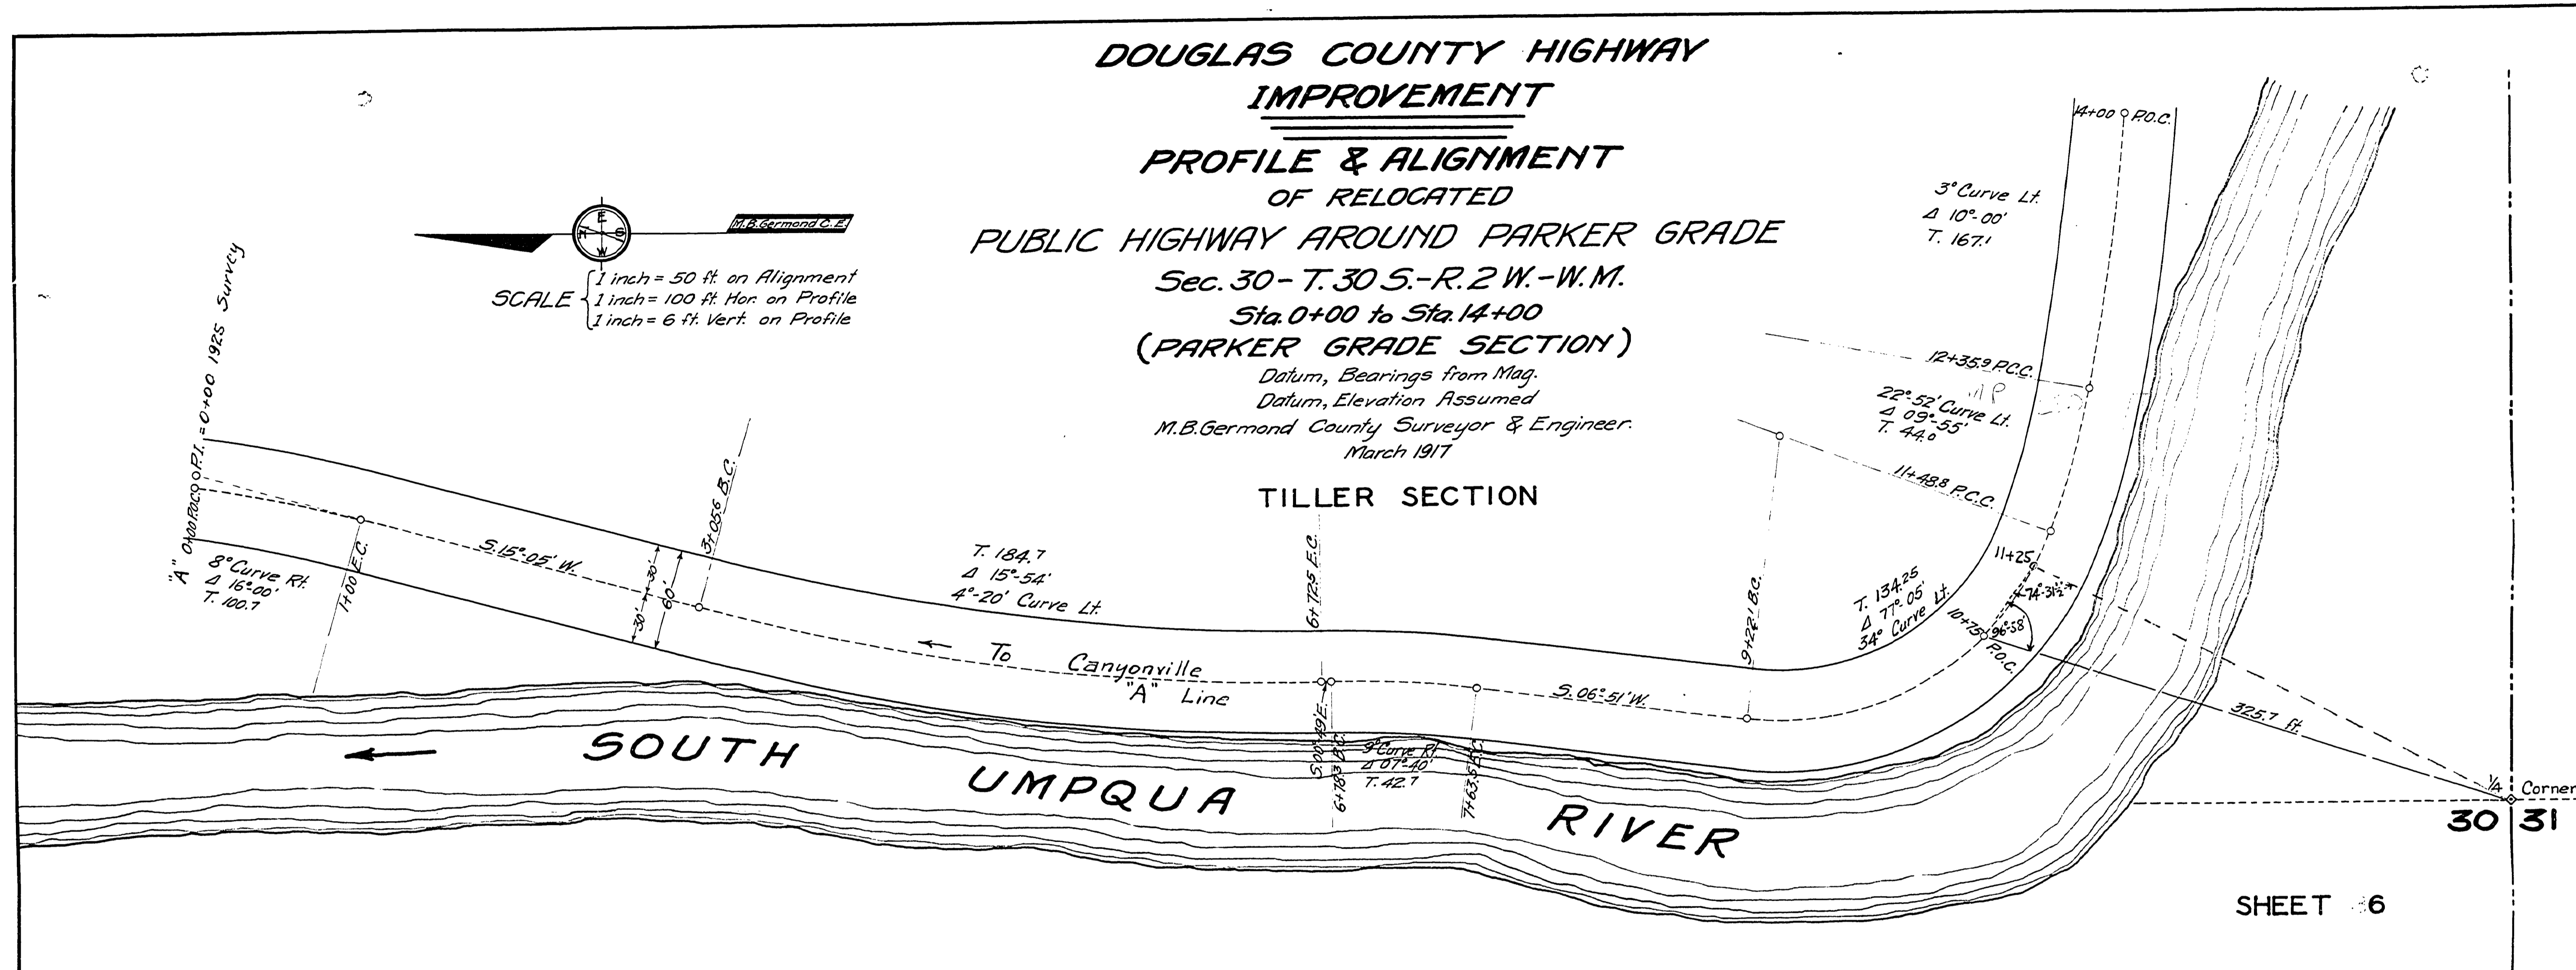 DOUGLAS COUNTY HIGHWAY
IMPROVEMENT
PROFILE & ALIGNMENT
OF RELOCATED
PUBLIC HIGHWAY AROUND PARKER GRADE
Sec. 30 - T. 30 S. - R. 2 W. - W.M.
Sta. 0+00 to Sta. 14+00
(PARKER GRADE SECTION)
Datum, Bearings from Mag.
Datum, Elevation Assumed
M.B. Germond County Surveyor & Engineer.
March 1917
TILLER SECTION
E
N S
W
M.B. Germond C.E.
SCALE
1 inch = 50 ft. on Alignment
1 inch = 100 ft. Hor. on Profile
1 inch = 6 ft. Vert. on Profile
"A" 0+00 P.O.C. P.I. = 0+00 1925 Survey
8° Curve Rt.
Δ 16°-00'
T. 100.7
1+00 E.C.
S. 15°-05' W.
30' 30'
60'
3+05.6 B.C.
T. 184.7
Δ 15°-54'
4°-20' Curve Lt.
To Canyonville
"A" Line
6+72.5 E.C.
S. 00°-49' E.
6+78.3 B.C.
9° Curve Rt.
Δ 07°-40'
T. 42.7
7+63.5 E.C.
S. 06°-51' W.
9+22.1 B.C.
T. 134.25
Δ 77°-05'
34° Curve Lt.
10+75
P.O.C.
96°-58'
11+25
74°-31½'
11+48.8 P.C.C.
22°-52' Curve Lt.
Δ 09°-55'
T. 44.0
12+35.9 P.C.C.
3° Curve Lt.
Δ 10°-00'
T. 167.1
14+00 P.O.C.
325.7 ft.
1/4 Corner
30 31
SOUTH UMPQUA RIVER
SHEET 6